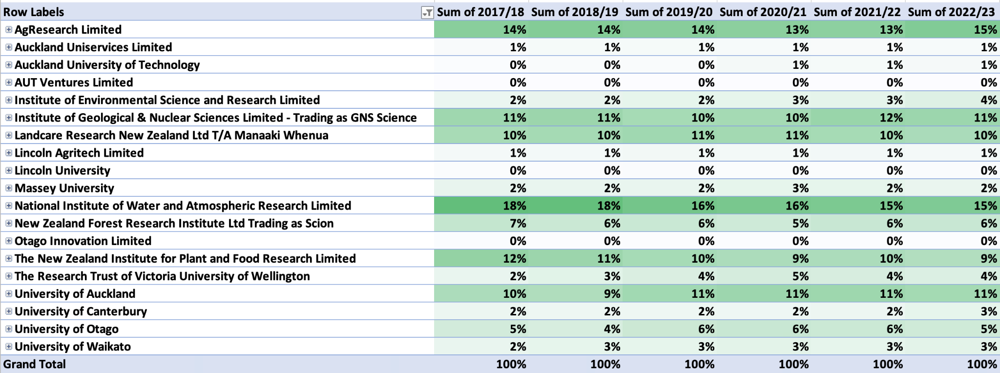 Row Labels Sum of 2017/18 Sum of 2018/19 Sum of 2019/20 Sum of 2020/21 Sum of 2021/22 Sum of 2022/23
AgResearch Limited 14% 14% 14% 13% 13% 15%
Auckland Uniservices Limited 1% 1% 1% 1% 1% 1%
Auckland University of Technology 0% 0% 0% 1% 1% 1%
AUT Ventures Limited 0% 0% 0% 0% 0% 0%
Institute of Environmental Science and Research Limited 2% 2% 2% 3% 3% 4%
Institute of Geological & Nuclear Sciences Limited - Trading as GNS Science 11% 11% 10% 10% 12% 11%
Landcare Research New Zealand Ltd T/A Manaaki Whenua 10% 10% 11% 11% 10% 10%
Lincoln Agritech Limited 1% 1% 1% 1% 1% 1%
Lincoln University 0% 0% 0% 0% 0% 0%
Massey University 2% 2% 2% 3% 2% 2%
National Institute of Water and Atmospheric Research Limited 18% 18% 16% 16% 15% 15%
New Zealand Forest Research Institute Ltd Trading as Scion 7% 6% 6% 5% 6% 6%
Otago Innovation Limited 0% 0% 0% 0% 0% 0%
The New Zealand Institute for Plant and Food Research Limited 12% 11% 10% 9% 10% 9%
The Research Trust of Victoria University of Wellington 2% 3% 4% 5% 4% 4%
University of Auckland 10% 9% 11% 11% 11% 11%
University of Canterbury 2% 2% 2% 2% 2% 3%
University of Otago 5% 4% 6% 6% 6% 5%
University of Waikato 2% 3% 3% 3% 3% 3%
Grand Total 100% 100% 100% 100% 100% 100%